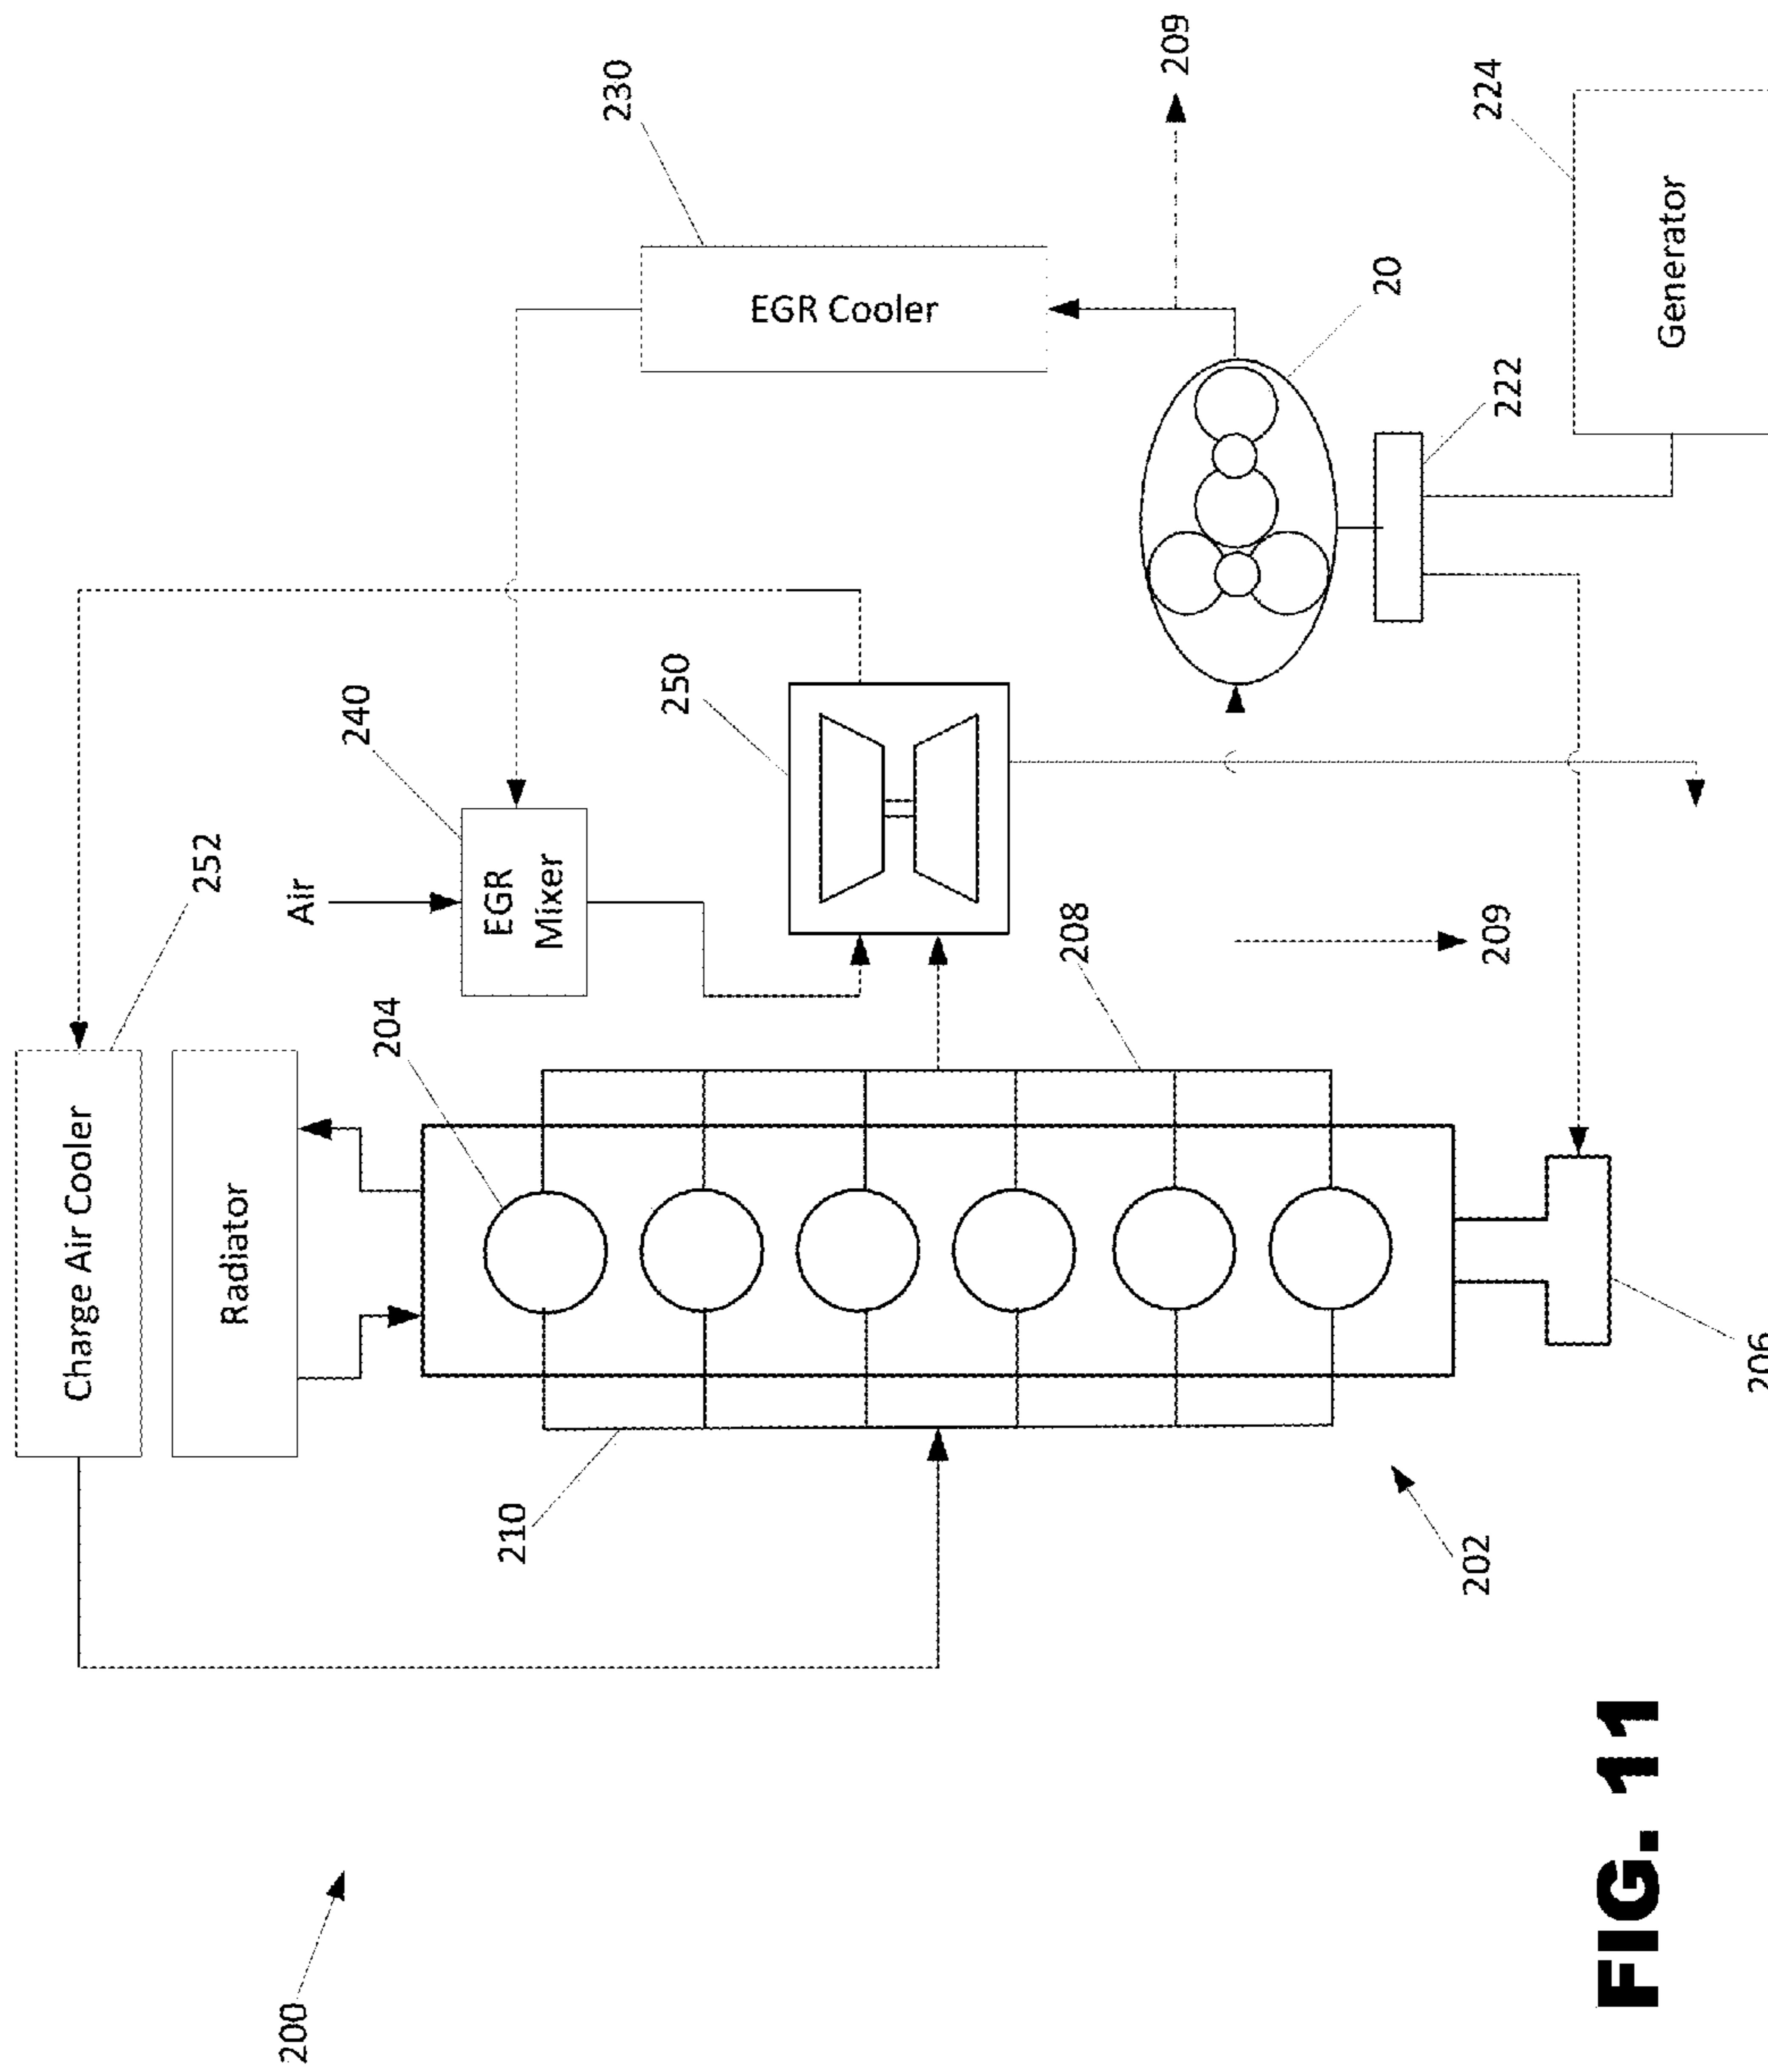 200
FIG. 11
202
210
206
Charge Air Cooler
Radiator
204
252
208
209
Air
EGR
Mixer
240
250
EGR Cooler
230
20
209
222
Generator
224